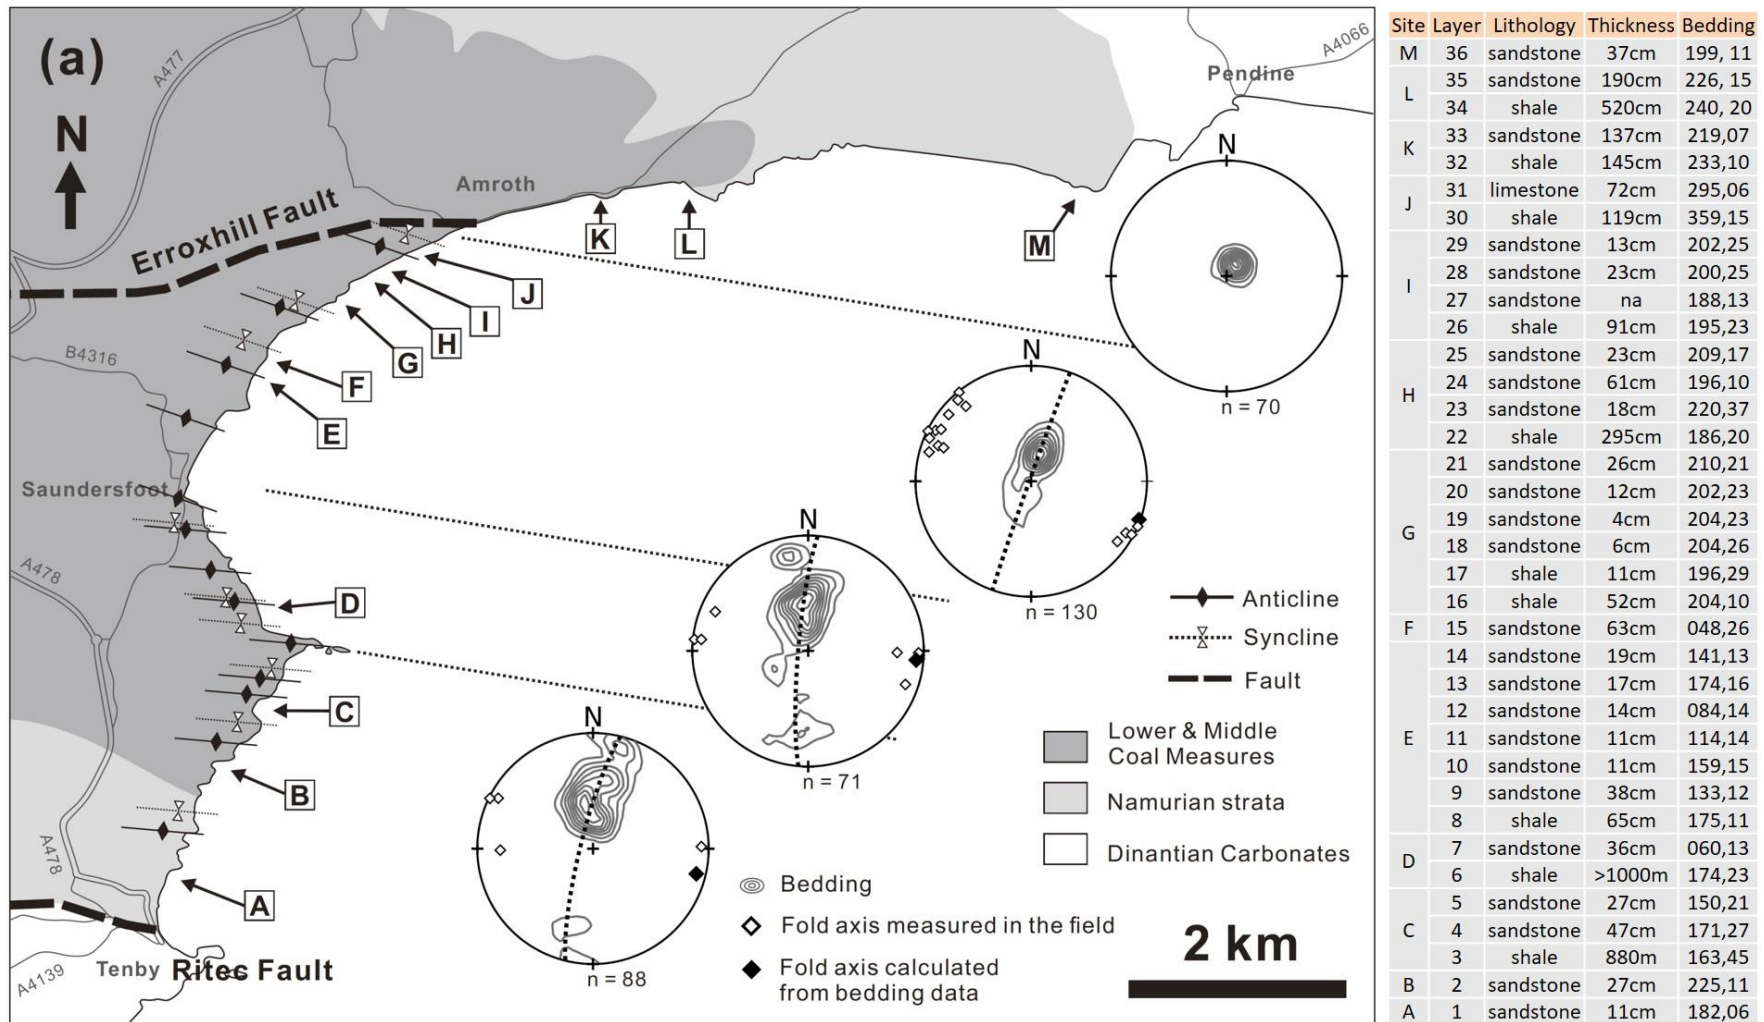 (a)
A477
A4066
Pendine
N
N
Amroth
Erroxhill Fault
K
L
M
J
I
H
G
n = 70
N
B4316
F
E
Saundersfoot
N
n = 130
A478
D
Anticline
Syncline
Fault
C
N
n = 71
Lower & Middle
Coal Measures
B
Namurian strata
A478
Dinantian Carbonates
A
Bedding
Fold axis measured in the field
2 km
A4139
Tenby
Ritec Fault
n = 88
Fold axis calculated
from bedding data
Site Layer Lithology Thickness Bedding
M 36 sandstone 37cm 199, 11
L 35 sandstone 190cm 226, 15
34 shale 520cm 240, 20
K 33 sandstone 137cm 219,07
32 shale 145cm 233,10
J 31 limestone 72cm 295,06
30 shale 119cm 359,15
I 29 sandstone 13cm 202,25
28 sandstone 23cm 200,25
27 sandstone na 188,13
26 shale 91cm 195,23
H 25 sandstone 23cm 209,17
24 sandstone 61cm 196,10
23 sandstone 18cm 220,37
22 shale 295cm 186,20
G 21 sandstone 26cm 210,21
20 sandstone 12cm 202,23
19 sandstone 4cm 204,23
18 sandstone 6cm 204,26
17 shale 11cm 196,29
16 shale 52cm 204,10
F 15 sandstone 63cm 048,26
E 14 sandstone 19cm 141,13
13 sandstone 17cm 174,16
12 sandstone 14cm 084,14
11 sandstone 11cm 114,14
10 sandstone 11cm 159,15
9 sandstone 38cm 133,12
8 shale 65cm 175,11
D 7 sandstone 36cm 060,13
6 shale >1000m 174,23
C 5 sandstone 27cm 150,21
4 sandstone 47cm 171,27
3 shale 880m 163,45
B 2 sandstone 27cm 225,11
A 1 sandstone 11cm 182,06